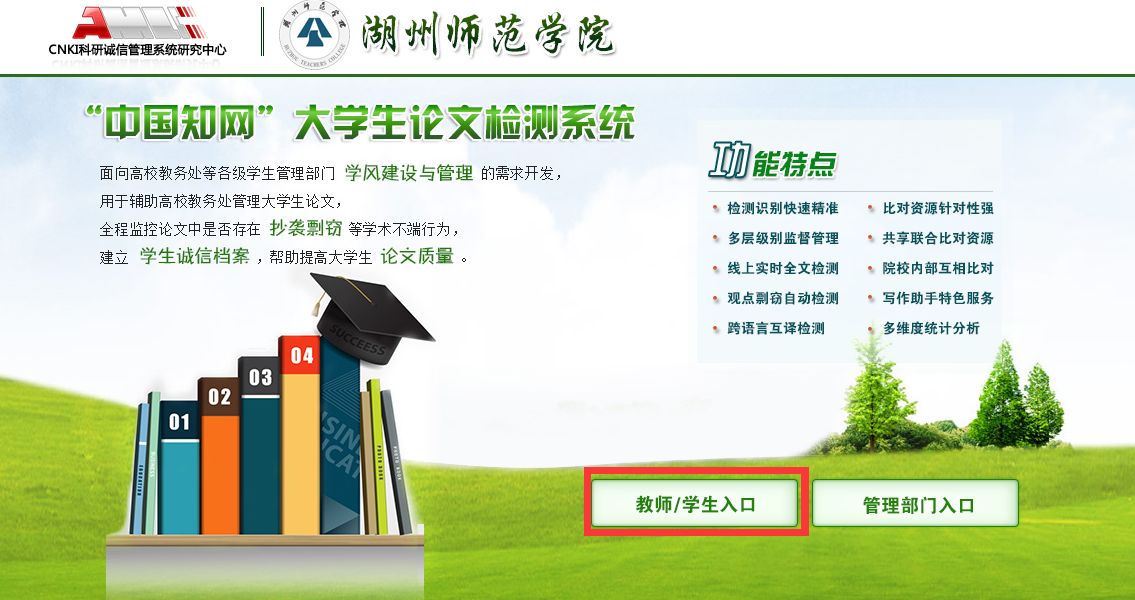 AMLC
CNKI科研诚信管理系统研究中心
湖州师范学院
HUZHOU TEACHERS COLLEGE
湖州师范学院
“中国知网”大学生论文检测系统
面向高校教务处等各级学生管理部门 学风建设与管理 的需求开发，
用于辅助高校教务处管理大学生论文，
全程监控论文中是否存在 抄袭剽窃 等学术不端行为，
建立 学生诚信档案 ，帮助提高大学生 论文质量 。
功能特点
检测识别快速精准
比对资源针对性强
多层级别监督管理
共享联合比对资源
线上实时全文检测
院校内部互相比对
观点剽窃自动检测
写作助手特色服务
跨语言互译检测
多维度统计分析
SUCCEESS
04
03
02
01
教师/学生入口
管理部门入口